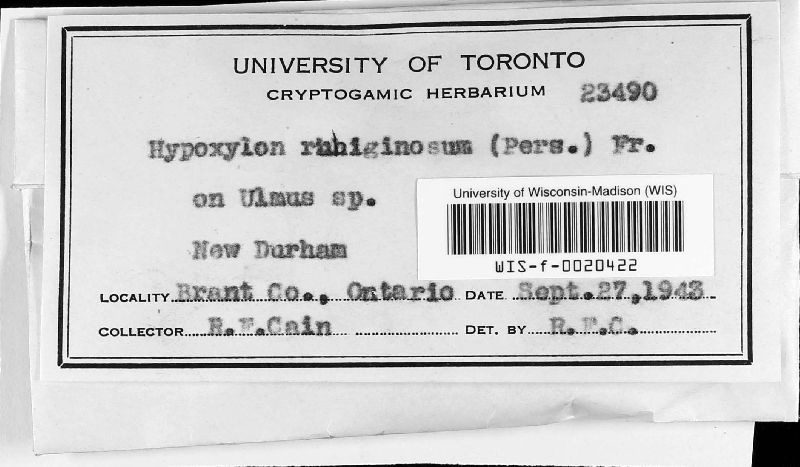 UNIVERSITY OF TORONTO
CRYPTOGAMIC HERBARIUM 23490
Hypoxylon rubiginosum (Pers.) Fr.
on Ulmus sp.
University of Wisconsin-Madison (WIS)
WIS-f-0020422
New Durham
LOCALITY Brant Co., Ontario DATE Sept.27,1943
COLLECTOR R.F.Cain DET. BY R.F.C.